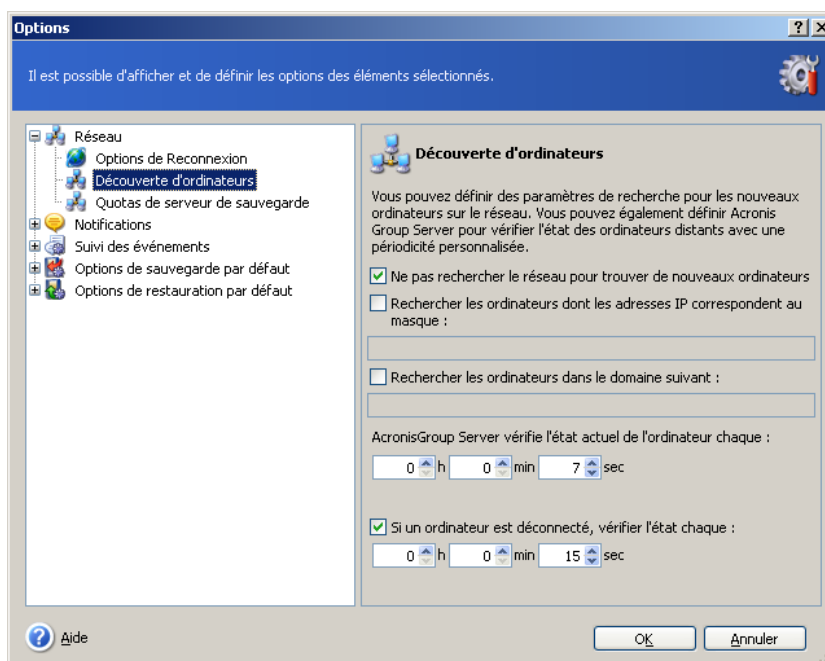 Options
Il est possible d'afficher et de définir les options des éléments sélectionnés.
Réseau
Options de Reconnexion
Découverte d'ordinateurs
Quotas de serveur de sauvegarde
Notifications
Suivi des événements
Options de sauvegarde par défaut
Options de restauration par défaut
Découverte d'ordinateurs
Vous pouvez définir des paramètres de recherche pour les nouveaux
ordinateurs sur le réseau. Vous pouvez également définir Acronis
Group Server pour vérifier l'état des ordinateurs distants avec une
périodicité personnalisée.
Ne pas rechercher le réseau pour trouver de nouveaux ordinateurs
Rechercher les ordinateurs dont les adresses IP correspondent au
masque :
Rechercher les ordinateurs dans le domaine suivant :
AcronisGroup Server vérifie l'état actuel de l'ordinateur chaque :
0 h 0 min 7 sec
Si un ordinateur est déconnecté, vérifier l'état chaque :
0 h 0 min 15 sec
Aide
OK
Annuler